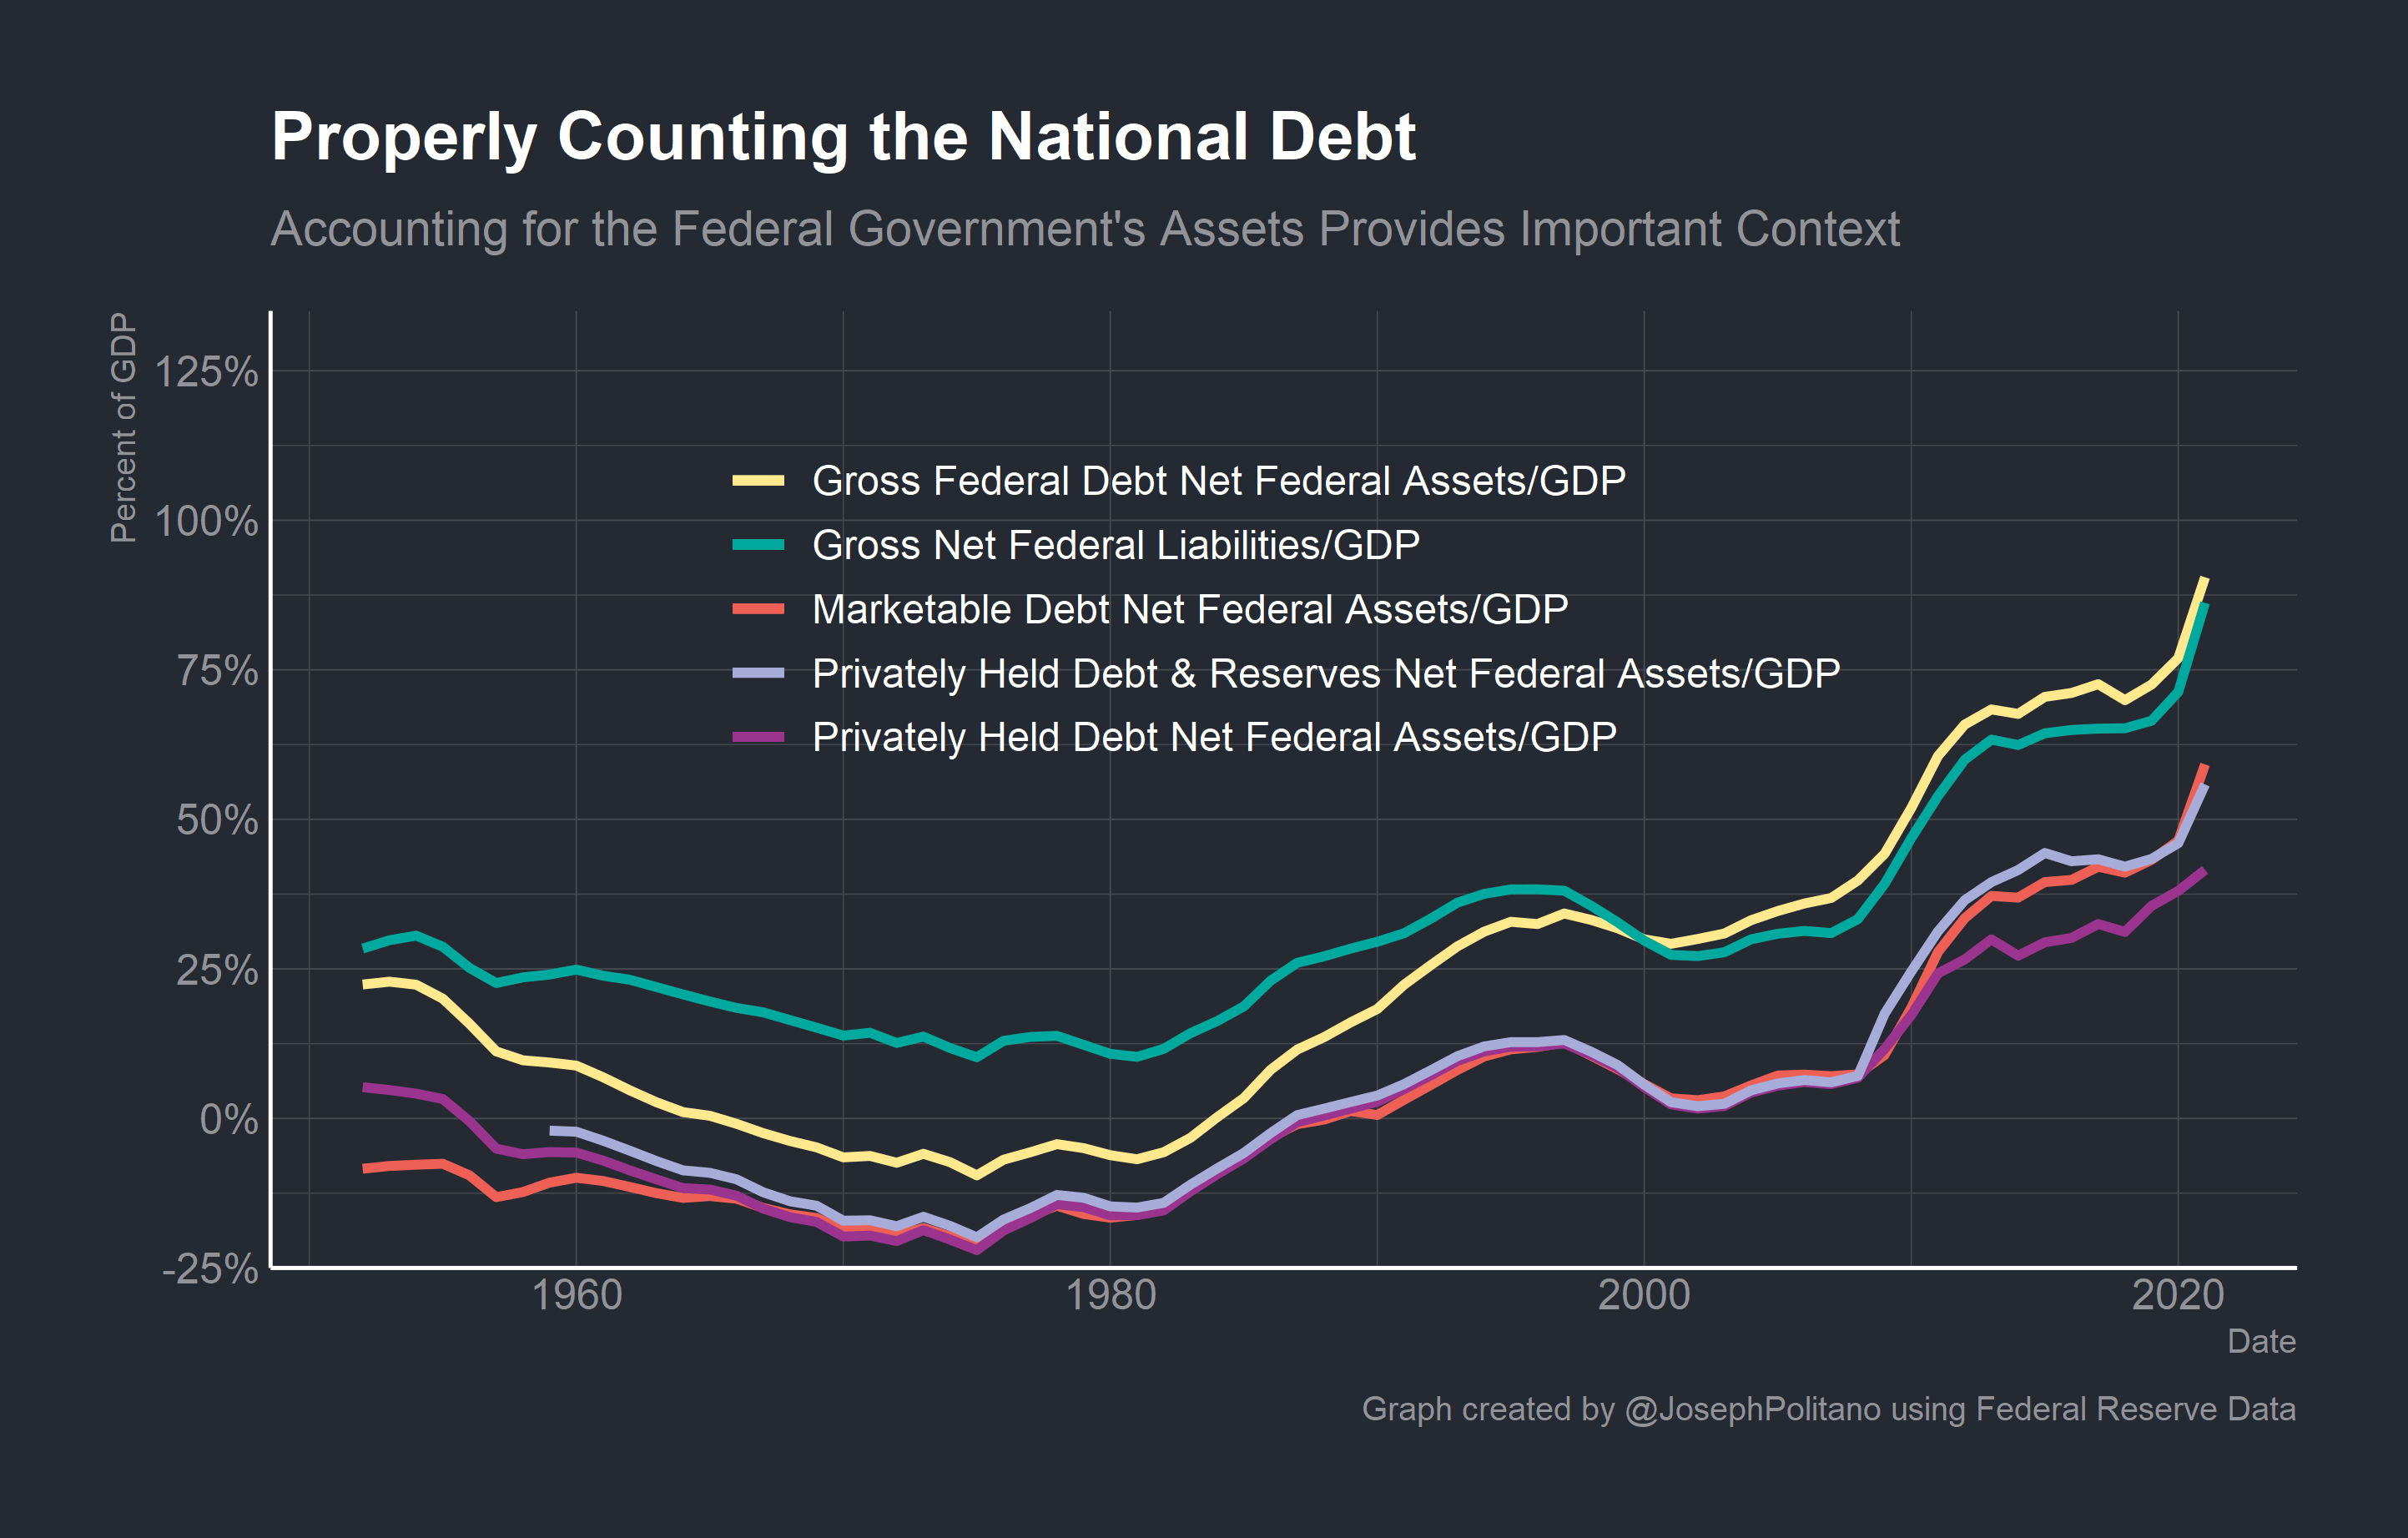 Properly Counting the National Debt
Accounting for the Federal Government's Assets Provides Important Context
Percent of GDP
125%
100%
75%
50%
25%
0%
-25%
Gross Federal Debt Net Federal Assets/GDP
Gross Net Federal Liabilities/GDP
Marketable Debt Net Federal Assets/GDP
Privately Held Debt & Reserves Net Federal Assets/GDP
Privately Held Debt Net Federal Assets/GDP
1960
1980
2000
2020
Date
Graph created by @JosephPolitano using Federal Reserve Data